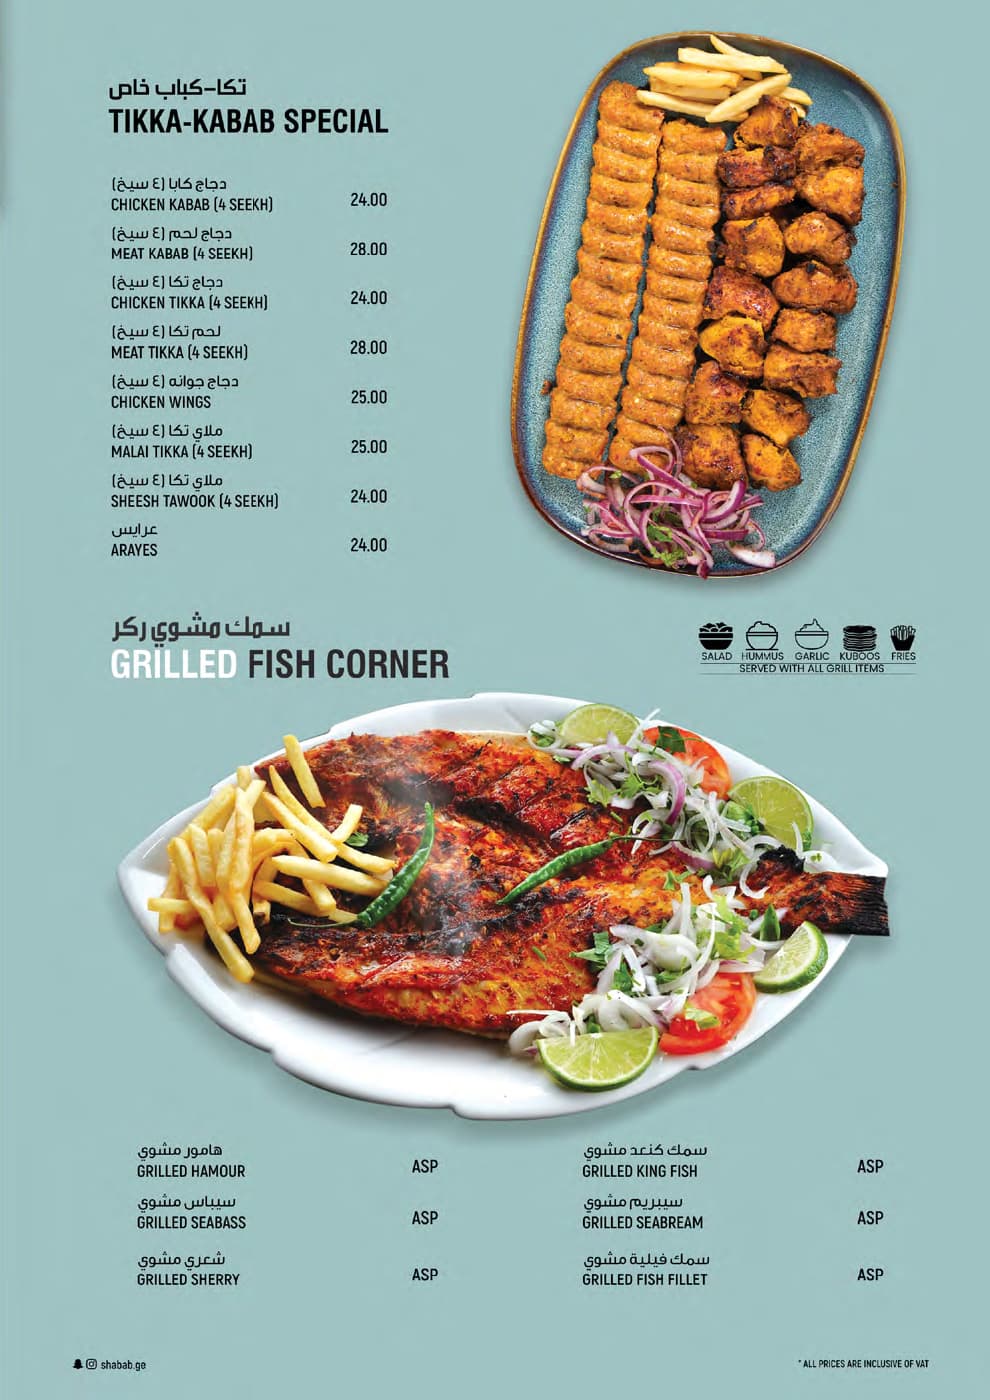 تكا-كباب خاص
TIKKA-KABAB SPECIAL
دجاج كابا (٤ سيخ)
CHICKEN KABAB (4 SEEKH)
24.00
دجاج لحم (٤ سيخ)
MEAT KABAB (4 SEEKH)
28.00
دجاج تكا (٤ سيخ)
CHICKEN TIKKA (4 SEEKH)
24.00
لحم تكا (٤ سيخ)
MEAT TIKKA (4 SEEKH)
28.00
دجاج جوانه (٤ سيخ)
CHICKEN WINGS
25.00
ملاي تكا (٤ سيخ)
MALAI TIKKA (4 SEEKH)
25.00
ملاي تكا (٤ سيخ)
SHEESH TAWOOK (4 SEEKH)
24.00
عرايس
ARAYES
24.00
سمك مشوي ركر
GRILLED FISH CORNER
SALAD HUMMUS GARLIC KUBOOS FRIES
SERVED WITH ALL GRILL ITEMS
هامور مشوي
GRILLED HAMOUR
ASP
سيباس مشوي
GRILLED SEABASS
ASP
شعري مشوي
GRILLED SHERRY
ASP
سمك كنعد مشوي
GRILLED KING FISH
ASP
سيبريم مشوي
GRILLED SEABREAM
ASP
سمك فيلية مشوي
GRILLED FISH FILLET
ASP
shabab.ge
* ALL PRICES ARE INCLUSIVE OF VAT